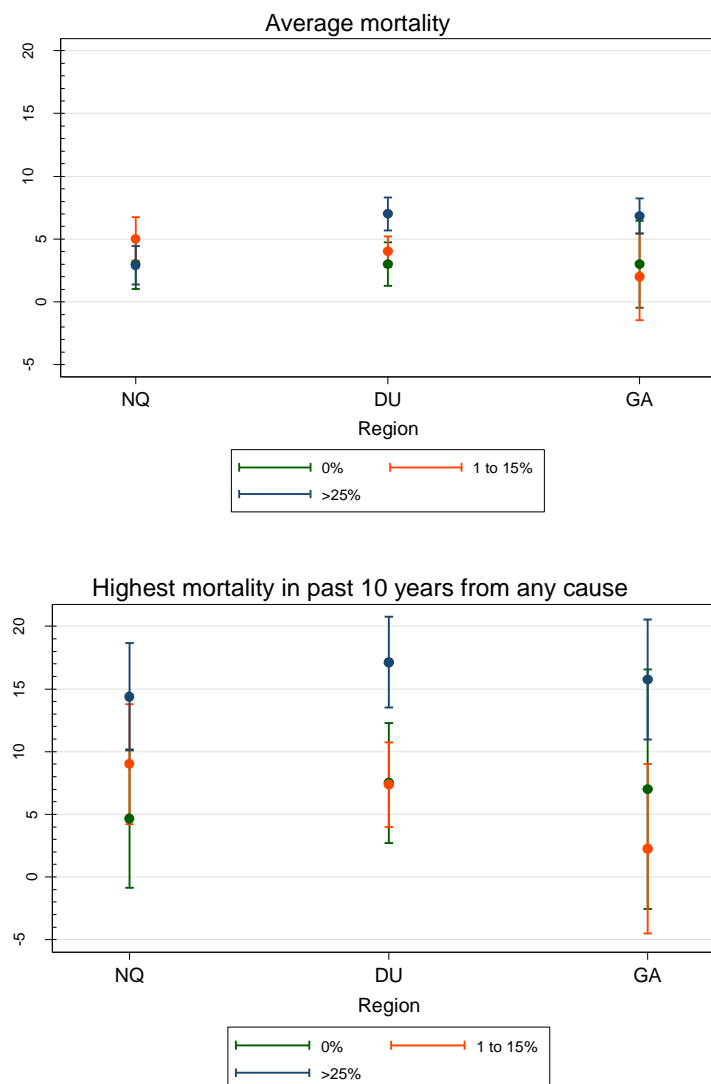 Average mortality
20
15
10
5
0
-5
NQ DU GA
Region
0% 1 to 15%
>25%
Highest mortality in past 10 years from any cause
20
15
10
5
0
-5
NQ DU GA
Region
0% 1 to 15%
>25%